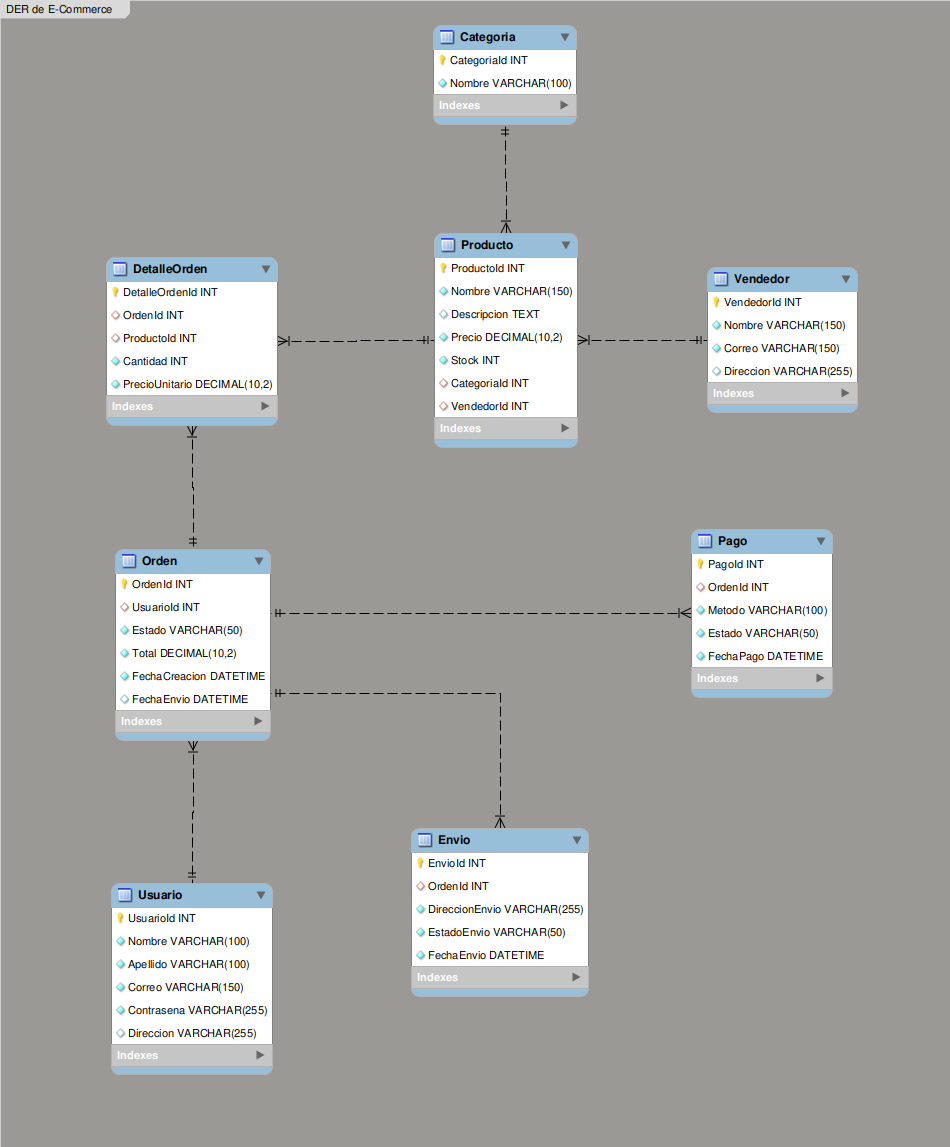 DER de E-Commerce
Categoria
CategoriaId INT
Nombre VARCHAR(100)
Indexes
Producto
ProductoId INT
Nombre VARCHAR(150)
Descripcion TEXT
Precio DECIMAL(10,2)
Stock INT
CategoriaId INT
VendedorId INT
Indexes
DetalleOrden
DetalleOrdenId INT
OrdenId INT
ProductoId INT
Cantidad INT
PrecioUnitario DECIMAL(10,2)
Indexes
Vendedor
VendedorId INT
Nombre VARCHAR(150)
Correo VARCHAR(150)
Direccion VARCHAR(255)
Indexes
Orden
OrdenId INT
UsuarioId INT
Estado VARCHAR(50)
Total DECIMAL(10,2)
FechaCreacion DATETIME
FechaEnvio DATETIME
Indexes
Pago
PagoId INT
OrdenId INT
Metodo VARCHAR(100)
Estado VARCHAR(50)
FechaPago DATETIME
Indexes
Envio
EnvioId INT
OrdenId INT
DireccionEnvio VARCHAR(255)
EstadoEnvio VARCHAR(50)
FechaEnvio DATETIME
Indexes
Usuario
UsuarioId INT
Nombre VARCHAR(100)
Apellido VARCHAR(100)
Correo VARCHAR(150)
Contrasena VARCHAR(255)
Direccion VARCHAR(255)
Indexes